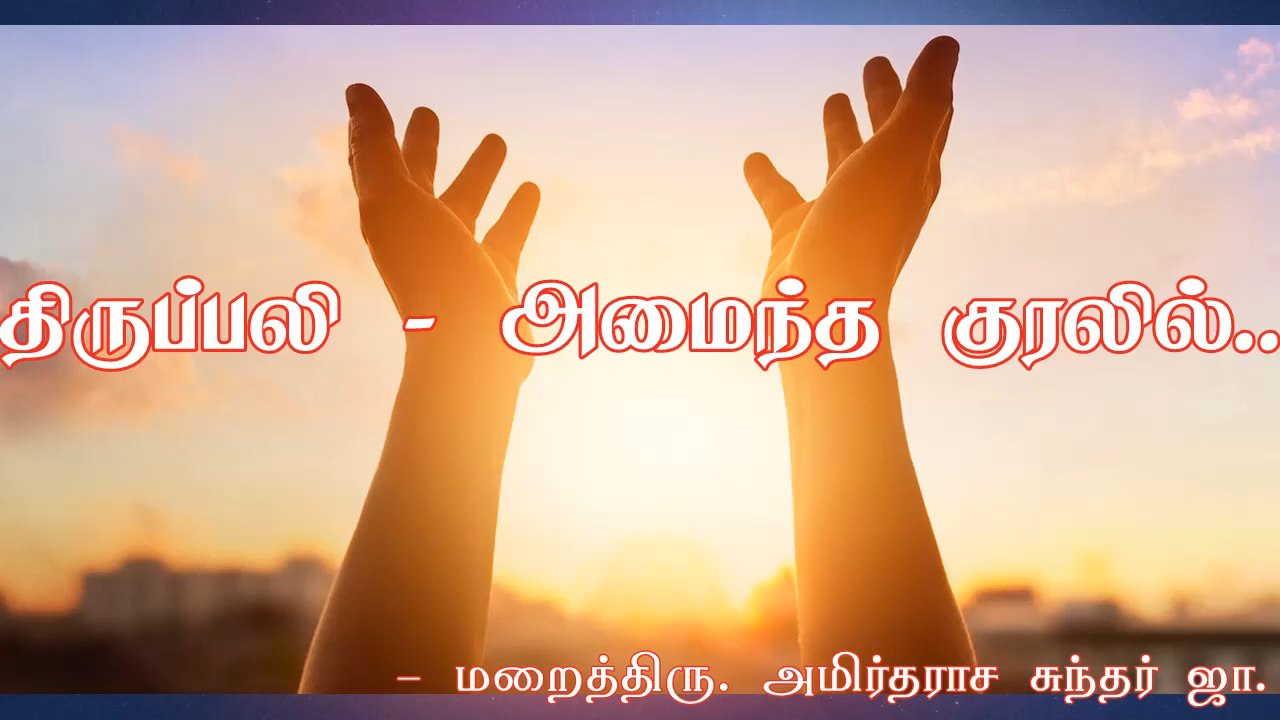 திருப்பலி - அமைந்த குரலில்..
– மறைத்திரு. அமிர்தராச சுந்தர் ஜா.